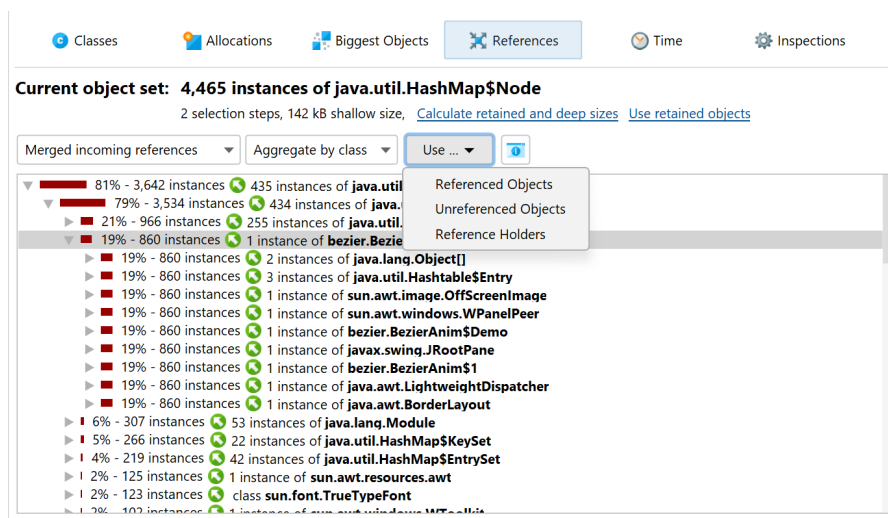 Classes Allocations Biggest Objects References Time Inspections
Current object set: 4,465 instances of java.util.HashMap$Node
2 selection steps, 142 kB shallow size, Calculate retained and deep sizes Use retained objects
Merged incoming references Aggregate by class Use ...
Referenced Objects
Unreferenced Objects
Reference Holders
81% - 3,642 instances 435 instances of java.util
79% - 3,534 instances 434 instances of java.
21% - 966 instances 255 instances of java.util.
19% - 860 instances 1 instance of bezier.Bezie
19% - 860 instances 2 instances of java.lang.Object[]
19% - 860 instances 3 instances of java.util.Hashtable$Entry
19% - 860 instances 1 instance of sun.awt.image.OffScreenImage
19% - 860 instances 1 instance of sun.awt.windows.WPanelPeer
19% - 860 instances 1 instance of bezier.BezierAnim$Demo
19% - 860 instances 1 instance of javax.swing.JRootPane
19% - 860 instances 1 instance of bezier.BezierAnim$1
19% - 860 instances 1 instance of java.awt.LightweightDispatcher
19% - 860 instances 1 instance of java.awt.BorderLayout
6% - 307 instances 53 instances of java.lang.Module
5% - 266 instances 22 instances of java.util.HashMap$KeySet
4% - 219 instances 42 instances of java.util.HashMap$EntrySet
2% - 125 instances 1 instance of sun.awt.resources.awt
2% - 123 instances class sun.font.TrueTypeFont
2% - 102 instances 1 instance of sun.awt.windows.WToolkit